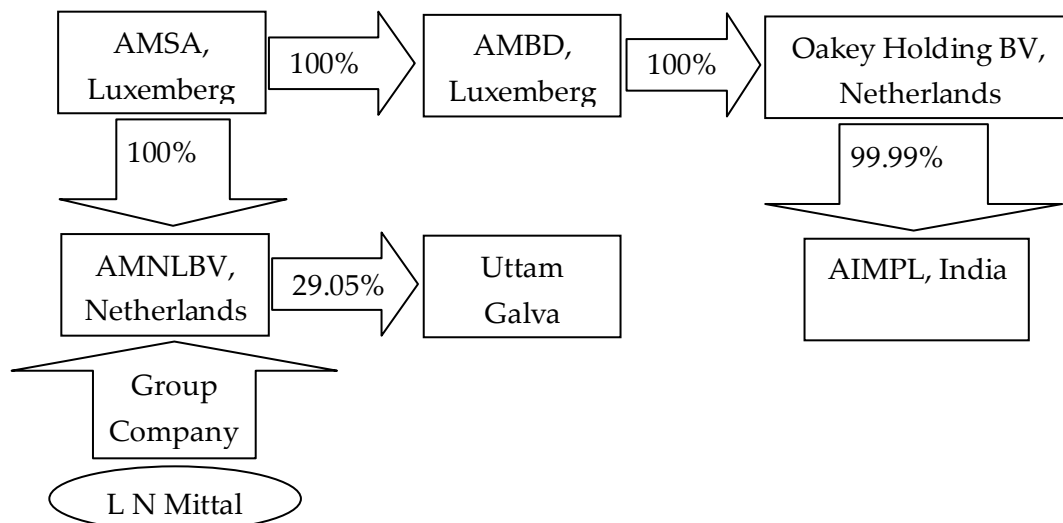 AMSA,
Luxemberg
100%
AMBD,
Luxemberg
100%
Oakey Holding BV,
Netherlands
100%
99.99%
AMNLBV,
Netherlands
29.05%
Uttam
Galva
AIMPL, India
Group
Company
L N Mittal